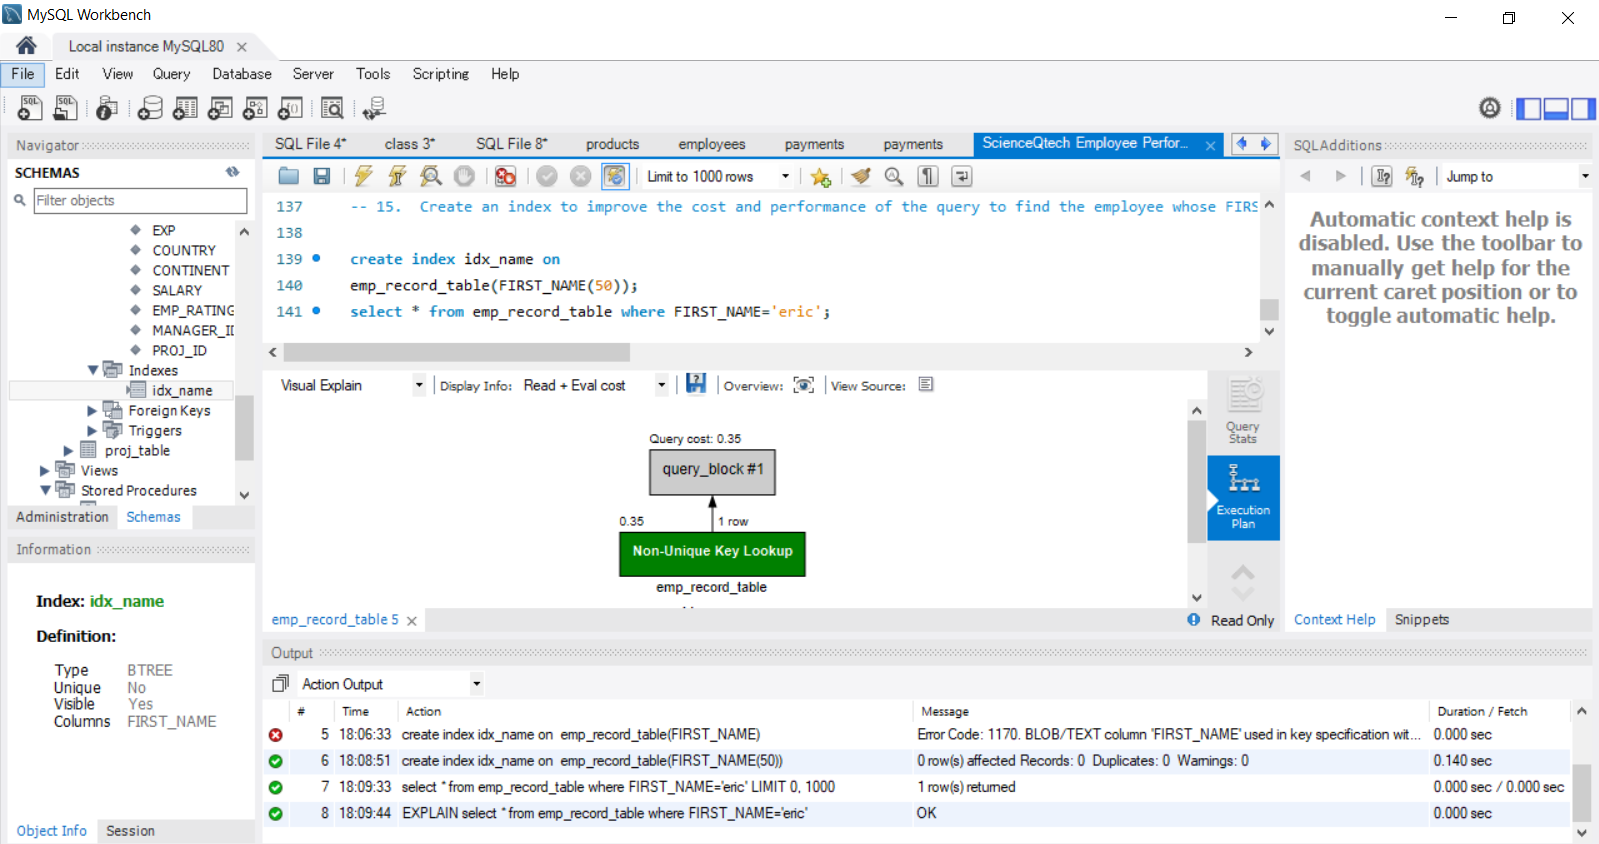 MySQL Workbench
Local instance MySQL80
File Edit View Query Database Server Tools Scripting Help
Navigator
SCHEMAS
Filter objects
EXP
COUNTRY
CONTINENT
SALARY
EMP_RATING
MANAGER_ID
PROJ_ID
Indexes
idx_name
Foreign Keys
Triggers
proj_table
Views
Stored Procedures
Administration Schemas
Information
Index: idx_name
Definition:
Type BTREE
Unique No
Visible Yes
Columns FIRST_NAME
Object Info Session
SQL File 4* class 3* SQL File 8* products employees payments payments ScienceQtech Employee Perfor...
Limit to 1000 rows
137 -- 15. Create an index to improve the cost and performance of the query to find the employee whose FIRS
138
139 create index idx_name on
140 emp_record_table(FIRST_NAME(50));
141 select * from emp_record_table where FIRST_NAME='eric';
Visual Explain Display Info: Read + Eval cost Overview: View Source:
Query cost: 0.35
query_block #1
0.35 1 row
Non-Unique Key Lookup
emp_record_table
Query Stats
Execution Plan
emp_record_table 5
Read Only
SQLAdditions
Jump to
Automatic context help is
disabled. Use the toolbar to
manually get help for the
current caret position or to
toggle automatic help.
Context Help Snippets
Output
Action Output
# Time Action Message Duration / Fetch
5 18:06:33 create index idx_name on emp_record_table(FIRST_NAME) Error Code: 1170. BLOB/TEXT column 'FIRST_NAME' used in key specification wit... 0.000 sec
6 18:08:51 create index idx_name on emp_record_table(FIRST_NAME(50)) 0 row(s) affected Records: 0 Duplicates: 0 Warnings: 0 0.140 sec
7 18:09:33 select * from emp_record_table where FIRST_NAME='eric' LIMIT 0, 1000 1 row(s) returned 0.000 sec / 0.000 sec
8 18:09:44 EXPLAIN select * from emp_record_table where FIRST_NAME='eric' OK 0.000 sec